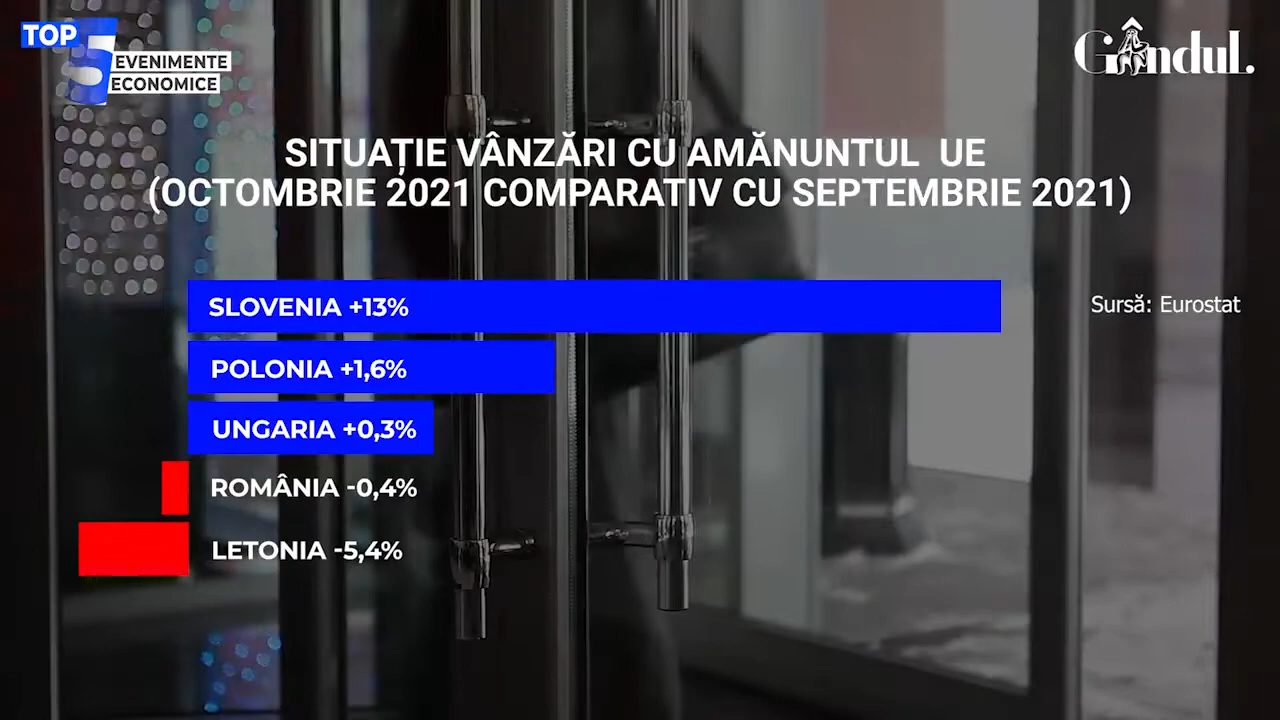 TOP 5
EVENIMENTE
ECONOMICE
Gândul.
SITUAȚIE VÂNZĂRI CU AMĂNUNTUL UE
(OCTOMBRIE 2021 COMPARATIV CU SEPTEMBRIE 2021)
SLOVENIA +13%
Sursă: Eurostat
POLONIA +1,6%
UNGARIA +0,3%
ROMÂNIA -0,4%
LETONIA -5,4%